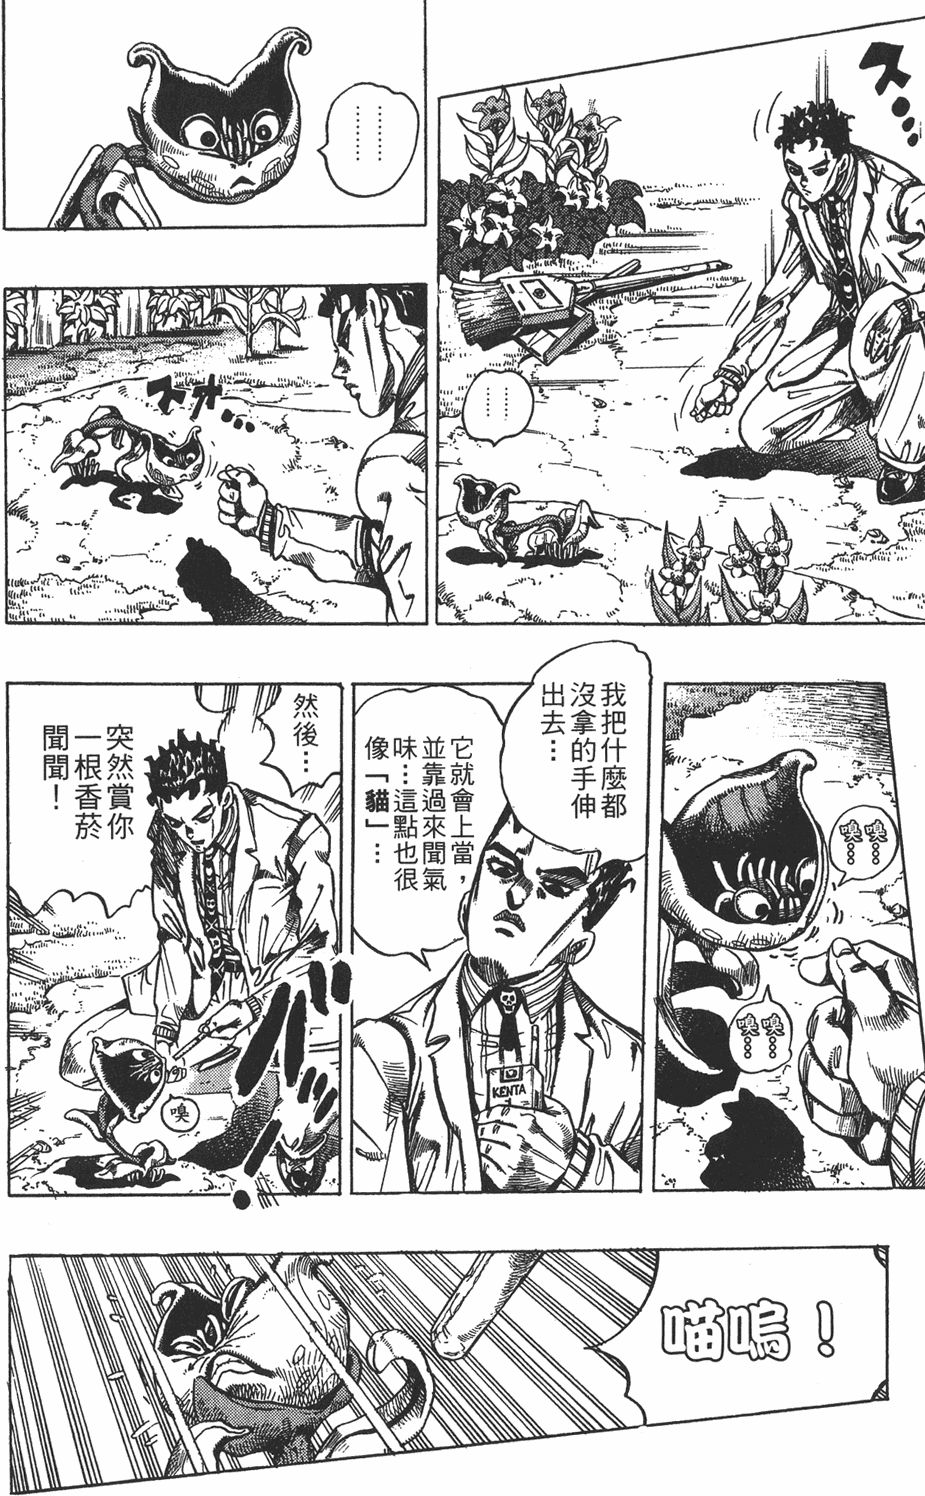 ス…
……
……
スオ…
嗅…
嗅…
嗅…
嗅…
我把什麼都
沒拿的手伸
出去…
它就會上當，
並靠過來聞氣
味…這點也很
像「貓」…
KENTA
然後…
突然賞你
一根香菸
聞聞！
嗅
喵嗚！